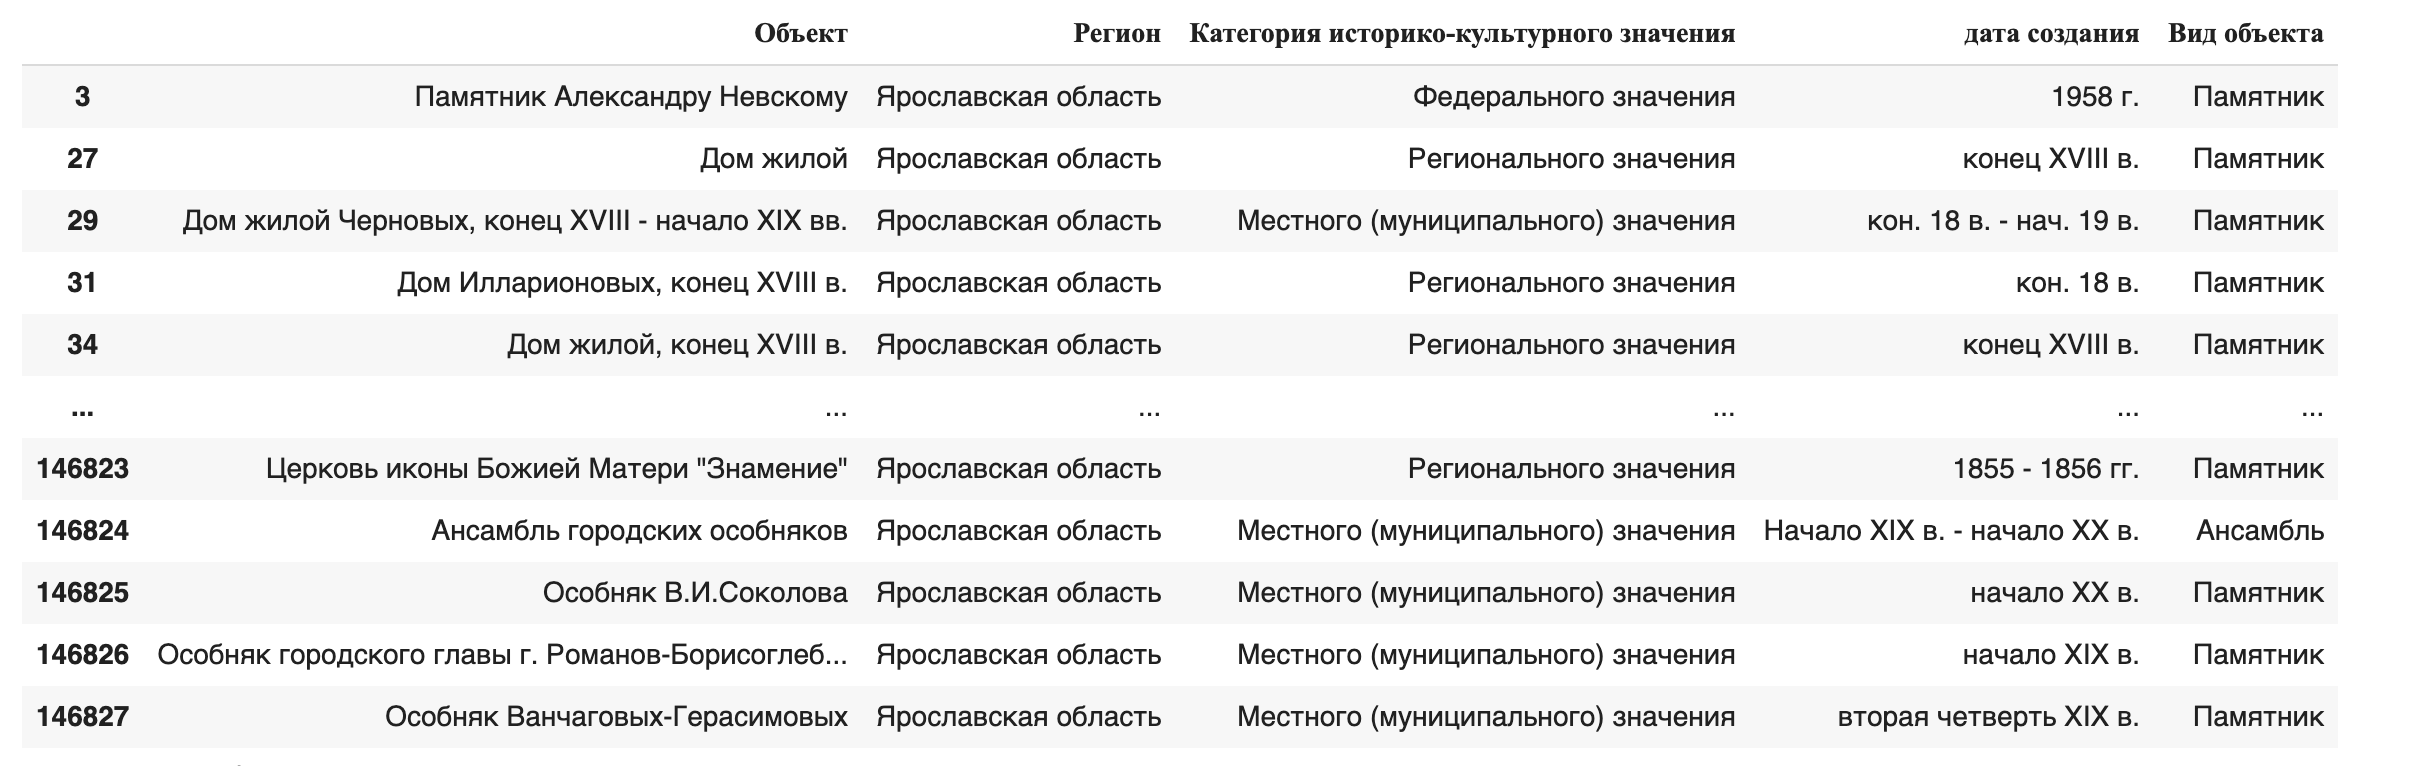 Объект Регион Категория историко-культурного значения дата создания Вид объекта
3 Памятник Александру Невскому Ярославская область Федерального значения 1958 г. Памятник
27 Дом жилой Ярославская область Регионального значения конец XVIII в. Памятник
29 Дом жилой Черновых, конец XVIII - начало XIX вв. Ярославская область Местного (муниципального) значения кон. 18 в. - нач. 19 в. Памятник
31 Дом Илларионовых, конец XVIII в. Ярославская область Регионального значения кон. 18 в. Памятник
34 Дом жилой, конец XVIII в. Ярославская область Регионального значения конец XVIII в. Памятник
... ... ... ... ... ...
146823 Церковь иконы Божией Матери "Знамение" Ярославская область Регионального значения 1855 - 1856 гг. Памятник
146824 Ансамбль городских особняков Ярославская область Местного (муниципального) значения Начало XIX в. - начало XX в. Ансамбль
146825 Особняк В.И.Соколова Ярославская область Местного (муниципального) значения начало XX в. Памятник
146826 Особняк городского главы г. Романов-Борисоглеб... Ярославская область Местного (муниципального) значения начало XIX в. Памятник
146827 Особняк Ванчаговых-Герасимовых Ярославская область Местного (муниципального) значения вторая четверть XIX в. Памятник